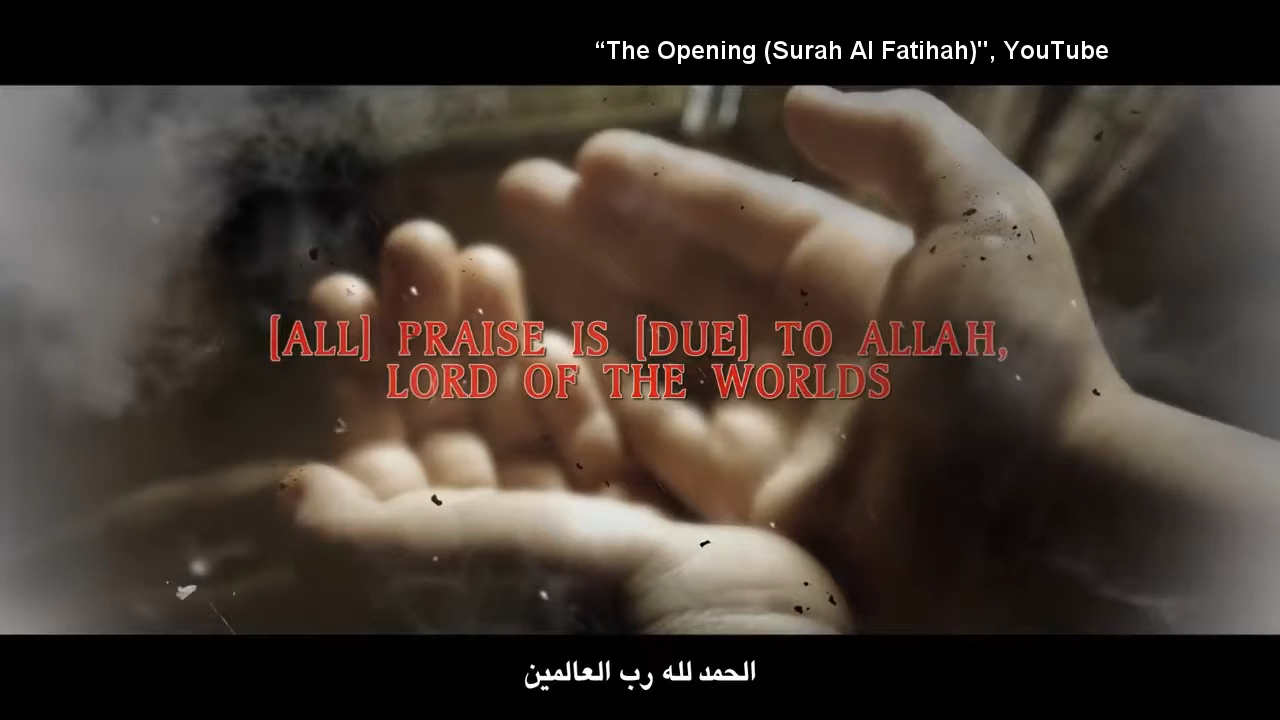 “The Opening (Surah Al Fatihah)", YouTube
[ALL] PRAISE IS [DUE] TO ALLAH,
LORD OF THE WORLDS
الحمد لله رب العالمين